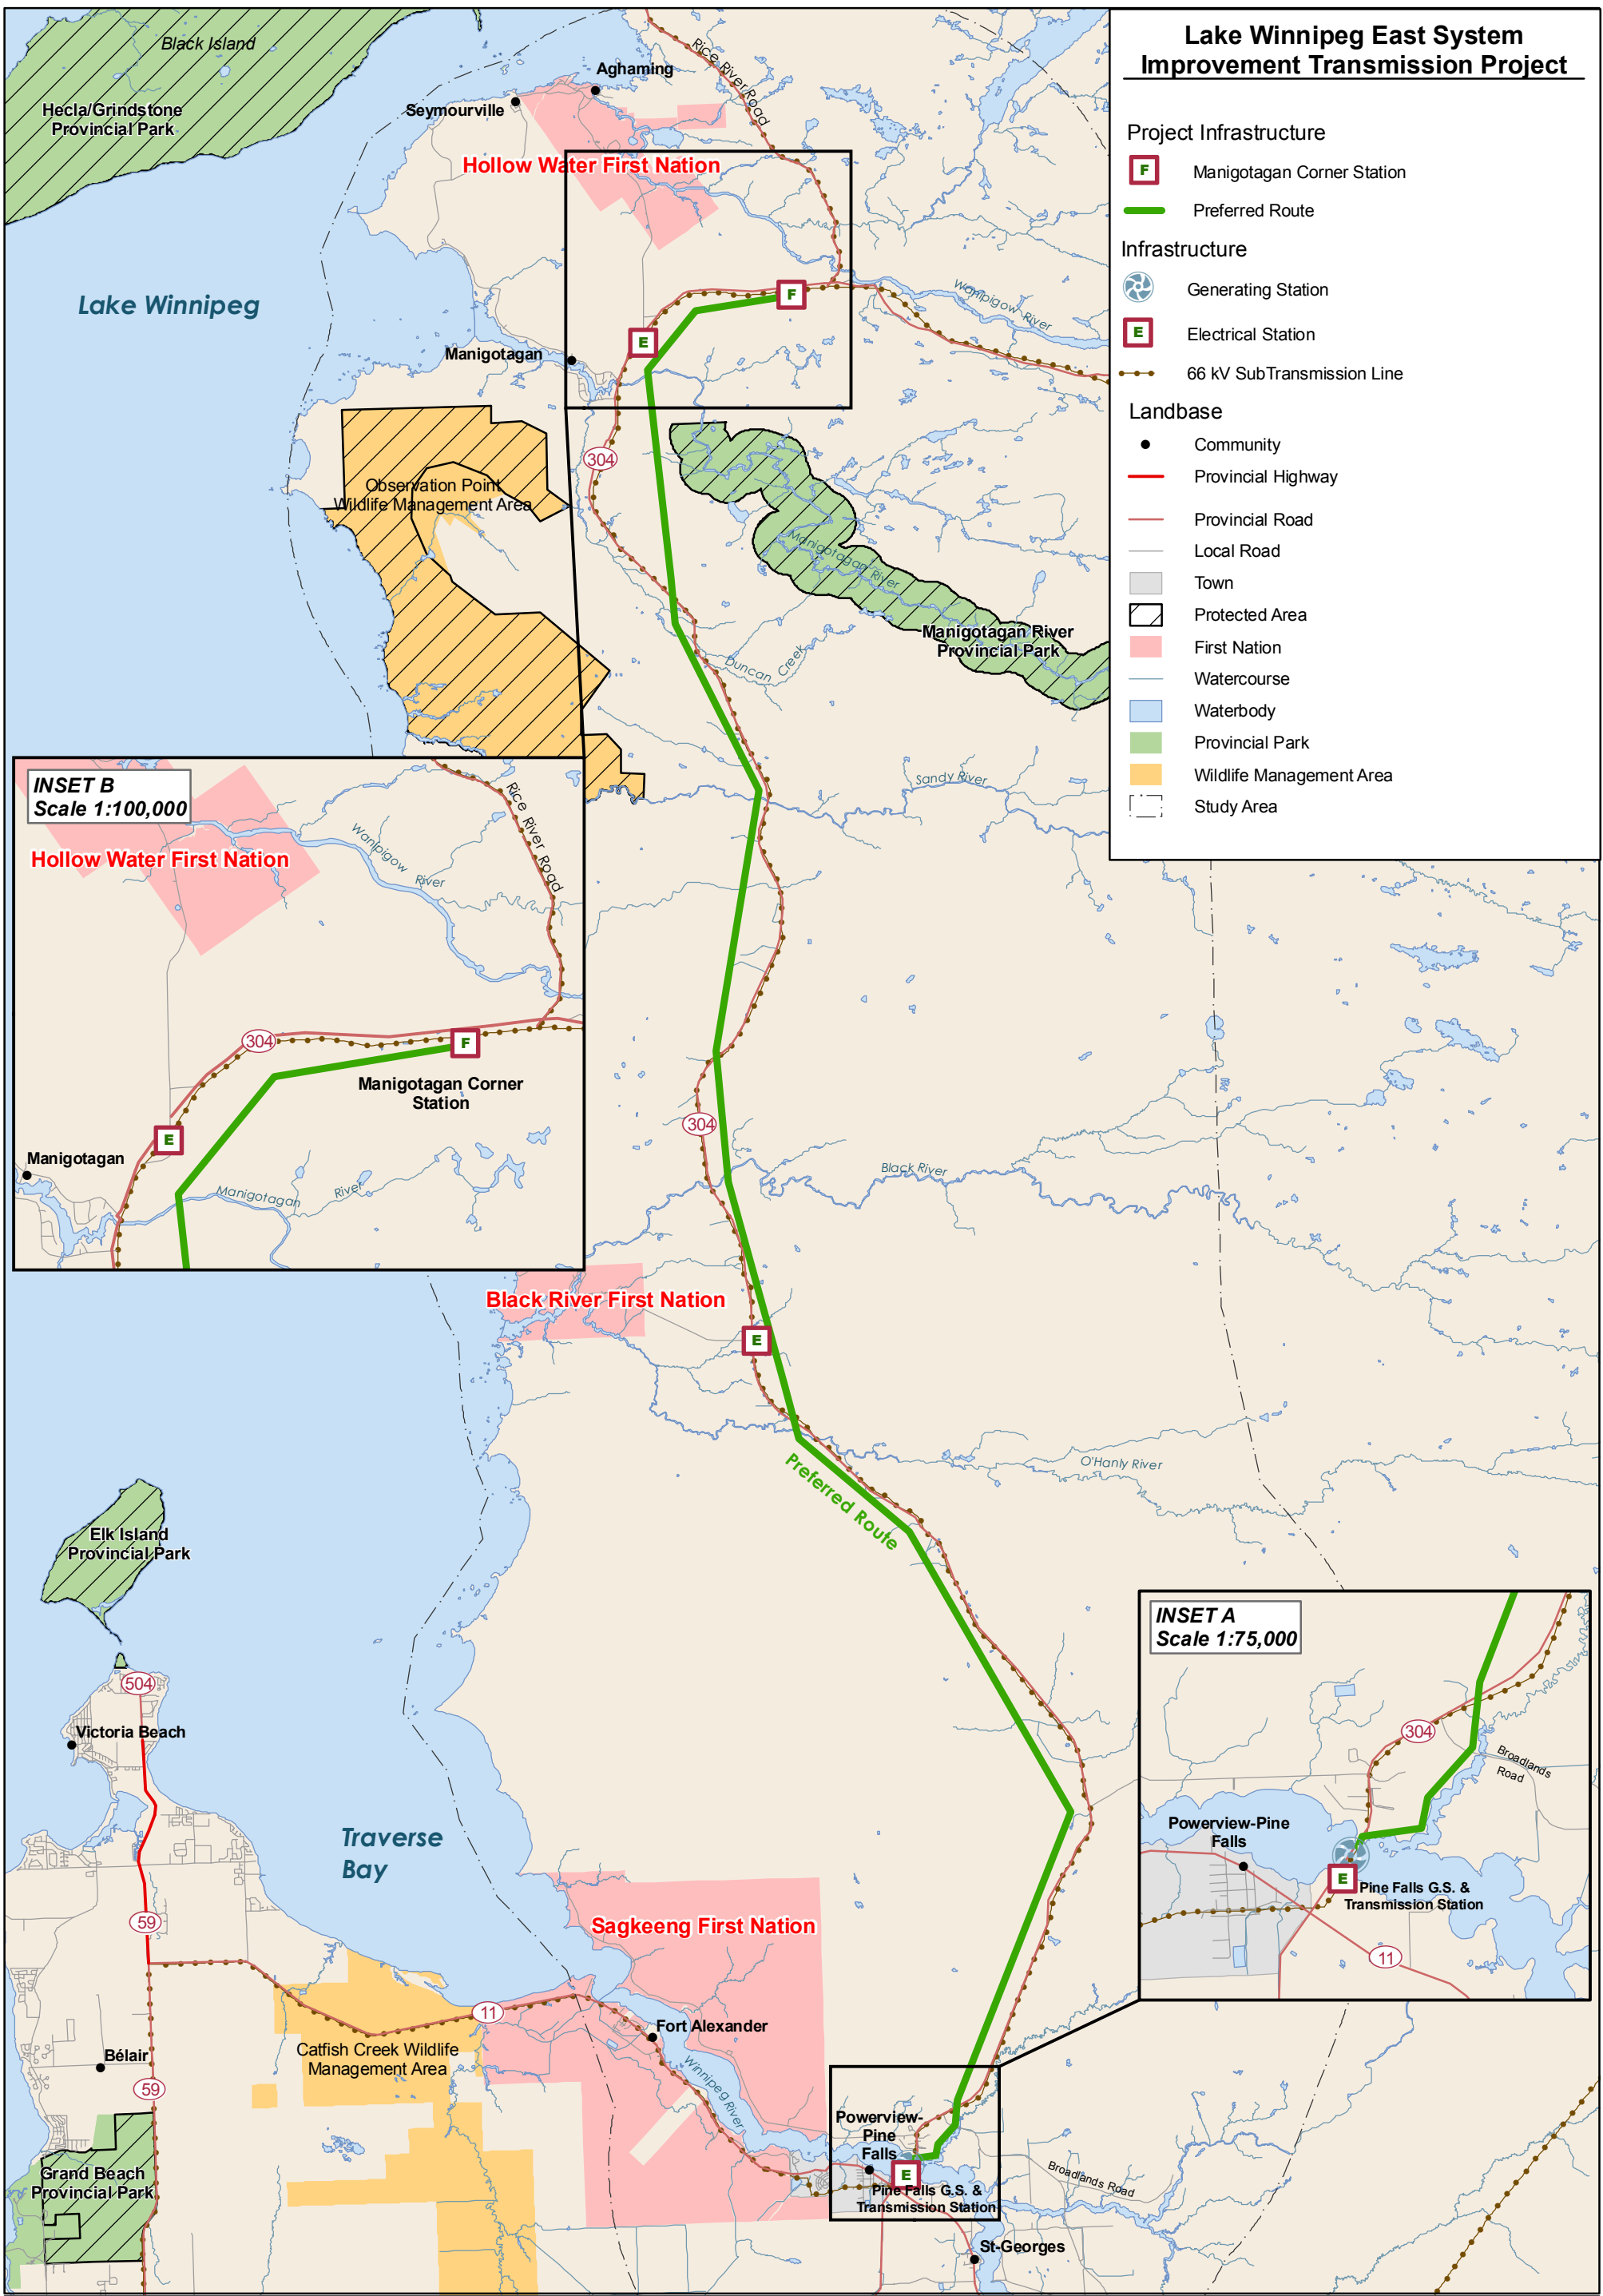 Lake Winnipeg East System
Improvement Transmission Project
Project Infrastructure
F
Manigotagan Corner Station
Preferred Route
Infrastructure
Generating Station
E
Electrical Station
66 kV SubTransmission Line
Landbase
Community
Provincial Highway
Provincial Road
Local Road
Town
Protected Area
First Nation
Watercourse
Waterbody
Provincial Park
Wildlife Management Area
Study Area
Black Island
Hecla/Grindstone
Provincial Park
Aghaming
Seymourville
Rice River Road
Hollow Water First Nation
Lake Winnipeg
F
Wanipigow River
E
Manigotagan
304
Observation Point
Wildlife Management Area
Manigotagan River
Manigotagan River
Provincial Park
Duncan Creek
Sandy River
INSET B
Scale 1:100,000
Hollow Water First Nation
Rice River Road
Wanipigow River
304
F
Manigotagan Corner
Station
E
Manigotagan
Manigotagan River
304
Black River
Black River First Nation
E
O'Hanly River
Preferred Route
Elk Island
Provincial Park
504
Victoria Beach
Traverse
Bay
59
Sagkeeng First Nation
11
Fort Alexander
Catfish Creek Wildlife
Management Area
Bélair
59
Winnipeg River
Grand Beach
Provincial Park
Powerview-
Pine
Falls
E
Pine Falls G.S. &
Transmission Station
Broadlands Road
St-Georges
INSET A
Scale 1:75,000
304
Broadlands
Road
Powerview-Pine
Falls
E
Pine Falls G.S. &
Transmission Station
11